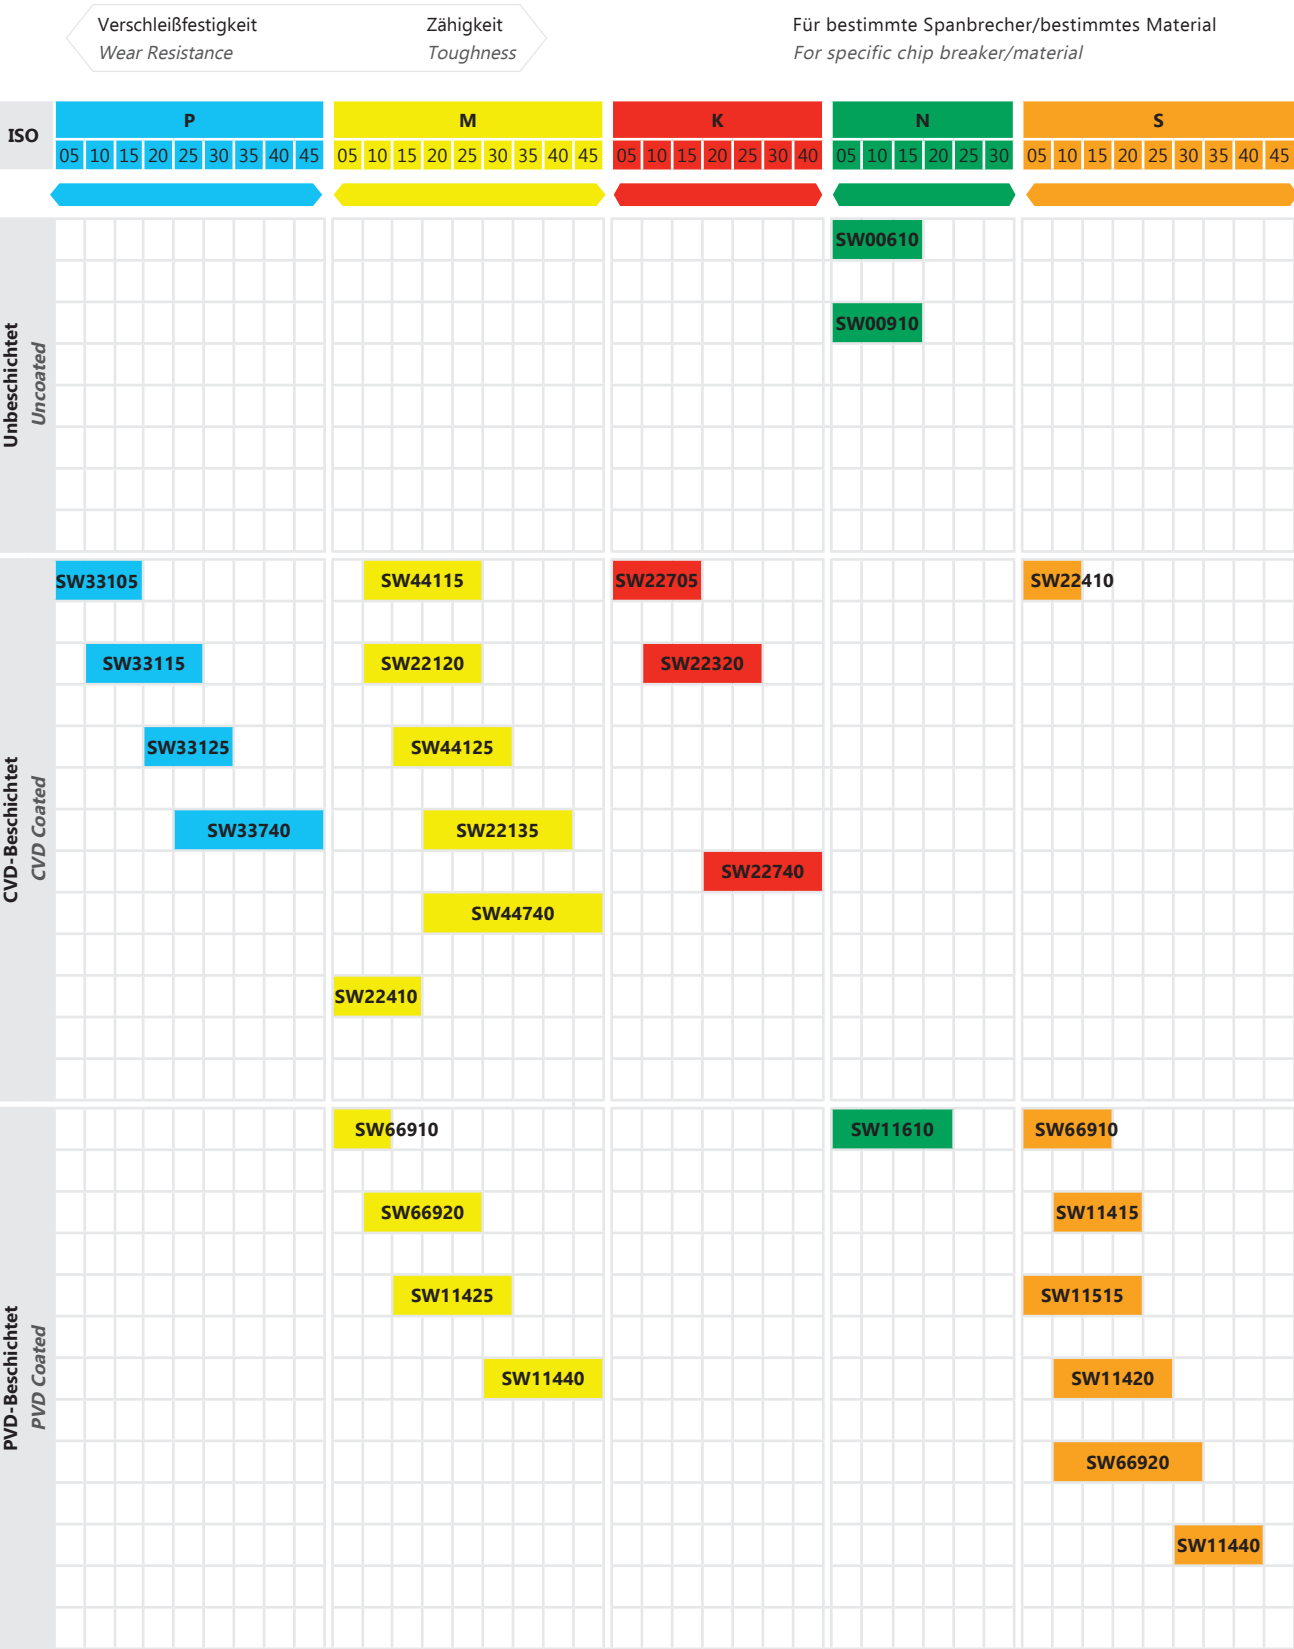 Verschleißfestigkeit Zähigkeit Für bestimmte Spanbrecher/bestimmtes Material
Wear Resistance Toughness For specific chip breaker/material
ISO P M K N S
05 10 15 20 25 30 35 40 45 05 10 15 20 25 30 35 40 45 05 10 15 20 25 30 40 05 10 15 20 25 30 05 10 15 20 25 30 35 40 45
Unbeschichtet
Uncoated
SW00610
SW00910
CVD-Beschichtet
CVD Coated
SW33105 SW44115 SW22705 SW22410
SW33115 SW22120 SW22320
SW33125 SW44125
SW33740 SW22135
SW22740
SW44740
SW22410
PVD-Beschichtet
PVD Coated
SW66910 SW11610 SW66910
SW66920 SW11415
SW11425 SW11515
SW11440 SW11420
SW66920
SW11440